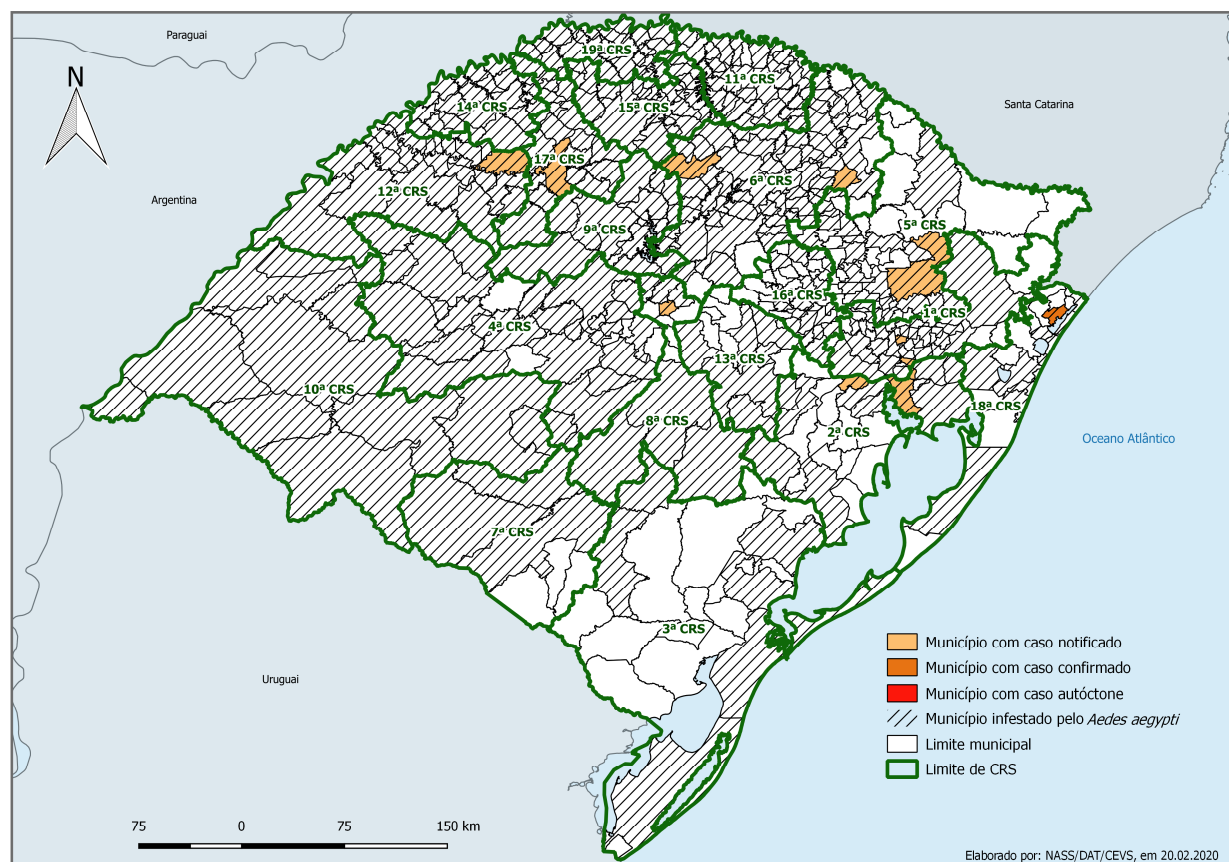 Paraguai
N
19ª CRS
11ª CRS
14ª CRS
15ª CRS
Santa Catarina
17ª CRS
6ª CRS
12ª CRS
Argentina
5ª CRS
9ª CRS
16ª CRS
1ª CRS
4ª CRS
13ª CRS
10ª CRS
18ª CRS
8ª CRS
2ª CRS
Oceano Atlântico
7ª CRS
3ª CRS
Uruguai
Município com caso notificado
Município com caso confirmado
Município com caso autóctone
Município infestado pelo Aedes aegypti
Limite municipal
Limite de CRS
75 0 75 150 km
Elaborado por: NASS/DAT/CEVS, em 20.02.2020